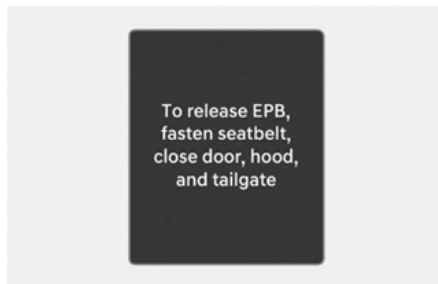 To release EPB,
fasten seatbelt,
close door, hood,
and tailgate